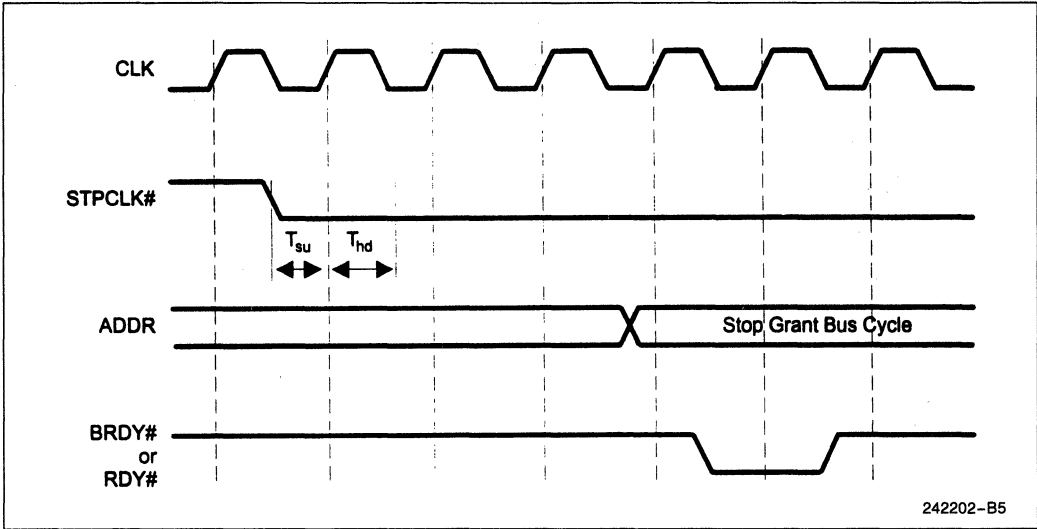 CLK
STPCLK#
Tsu
Thd
ADDR
Stop Grant Bus Cycle
BRDY#
or
RDY#
242202-B5